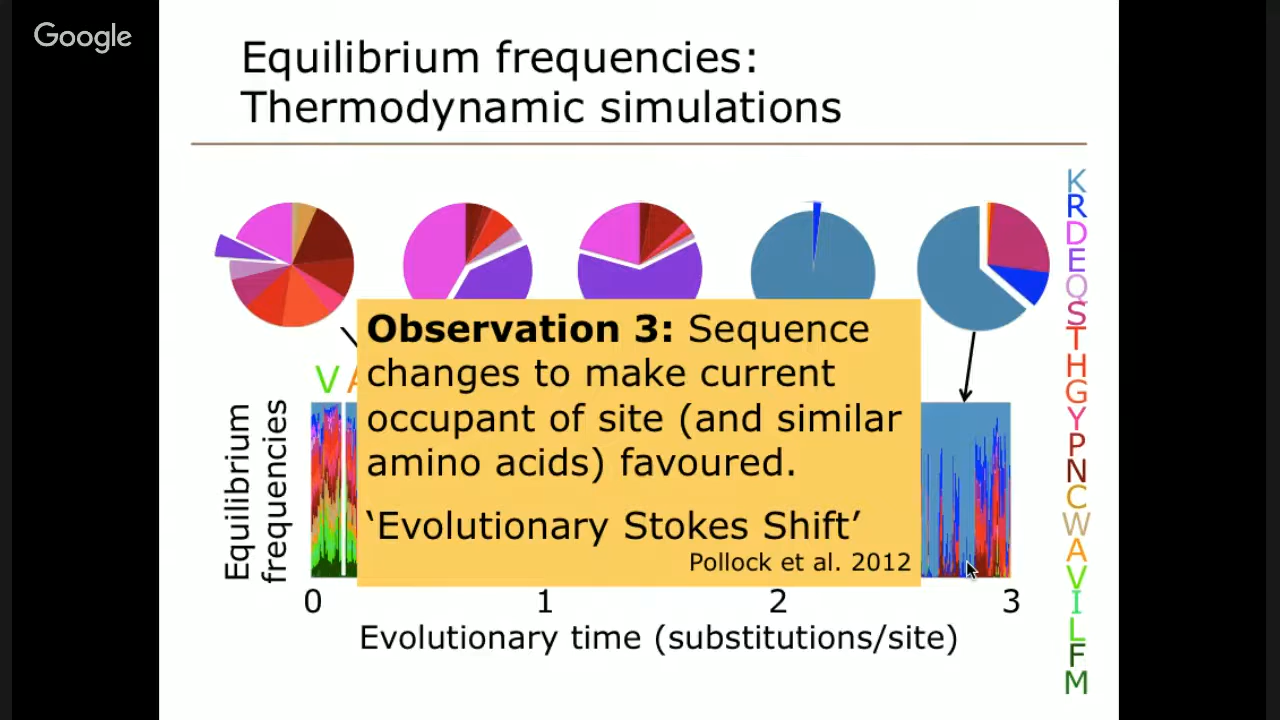 Google
Equilibrium frequencies:
Thermodynamic simulations
V A
Observation 3: Sequence
changes to make current
occupant of site (and similar
amino acids) favoured.
‘Evolutionary Stokes Shift’
Pollock et al. 2012
Equilibrium
frequencies
0 1 2 3
Evolutionary time (substitutions/site)
K
R
D
E
Q
S
T
H
G
Y
P
N
C
W
A
V
I
L
F
M